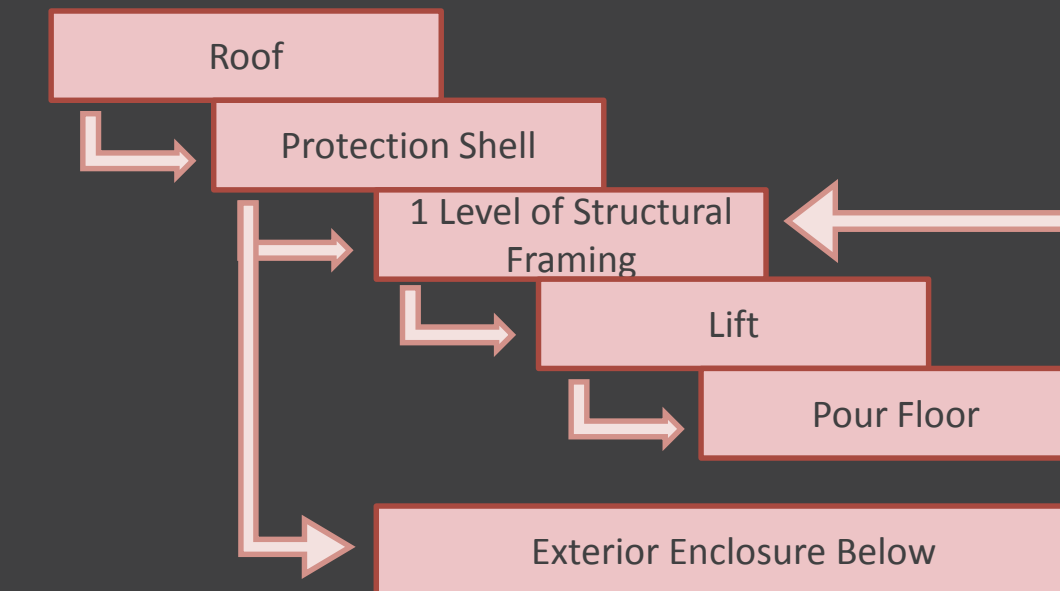 Roof
Protection Shell
1 Level of Structural
Framing
Lift
Pour Floor
Exterior Enclosure Below